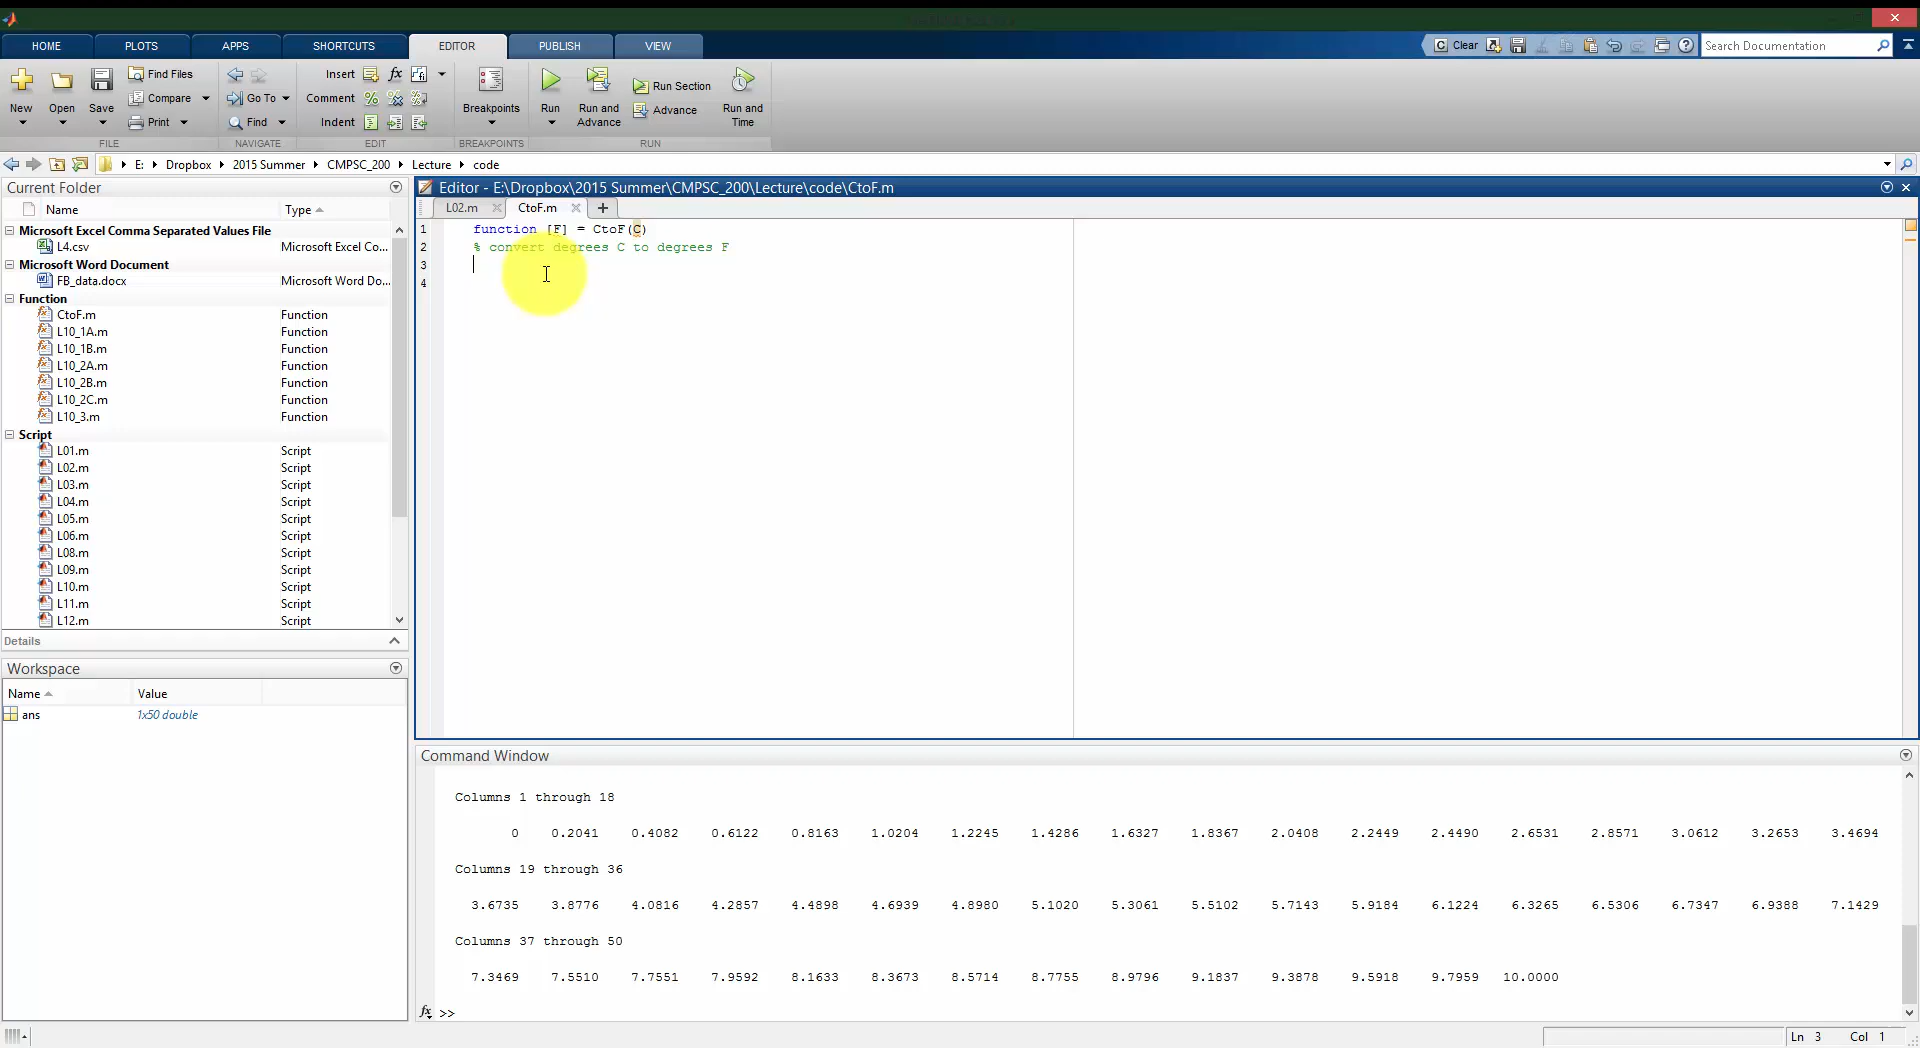 HOME PLOTS APPS SHORTCUTS EDITOR PUBLISH VIEW Clear Search Documentation
New Open Save Find Files Compare Print
FILE
Go To Find
NAVIGATE
Insert fx
Comment % %
Indent
EDIT
Breakpoints
BREAKPOINTS
Run Run and Advance Run Section Advance Run and Time
RUN
E: Dropbox 2015 Summer CMPSC_200 Lecture code
Current Folder
Name Type
Microsoft Excel Comma Separated Values File
L4.csv Microsoft Excel Co...
Microsoft Word Document
FB_data.docx Microsoft Word Do...
Function
CtoF.m Function
L10_1A.m Function
L10_1B.m Function
L10_2A.m Function
L10_2B.m Function
L10_2C.m Function
L10_3.m Function
Script
L01.m Script
L02.m Script
L03.m Script
L04.m Script
L05.m Script
L06.m Script
L08.m Script
L09.m Script
L10.m Script
L11.m Script
L12.m Script
Details
Workspace
Name Value
ans 1x50 double
Editor - E:\Dropbox\2015 Summer\CMPSC_200\Lecture\code\CtoF.m
L02.m CtoF.m +
1 function [F] = CtoF(C)
2 % convert degrees C to degrees F
3
4
Command Window
Columns 1 through 18
0 0.2041 0.4082 0.6122 0.8163 1.0204 1.2245 1.4286 1.6327 1.8367 2.0408 2.2449 2.4490 2.6531 2.8571 3.0612 3.2653 3.4694
Columns 19 through 36
3.6735 3.8776 4.0816 4.2857 4.4898 4.6939 4.8980 5.1020 5.3061 5.5102 5.7143 5.9184 6.1224 6.3265 6.5306 6.7347 6.9388 7.1429
Columns 37 through 50
7.3469 7.5510 7.7551 7.9592 8.1633 8.3673 8.5714 8.7755 8.9796 9.1837 9.3878 9.5918 9.7959 10.0000
fx >>
Ln 3 Col 1